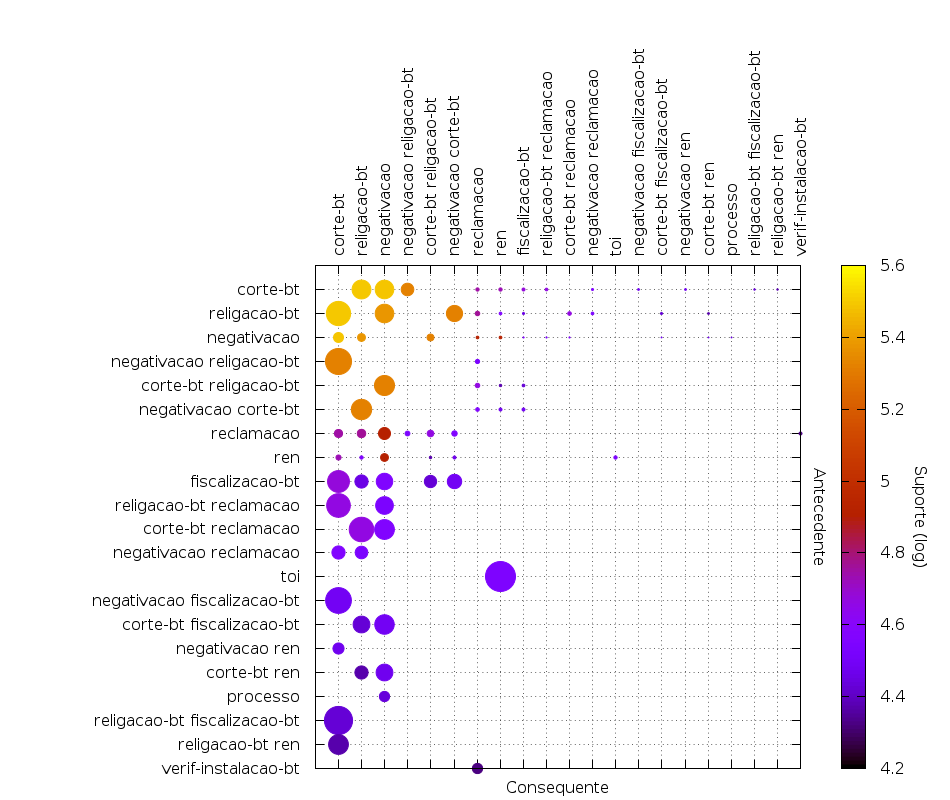 corte-bt
religacao-bt
negativacao
negativacao religacao-bt
corte-bt religacao-bt
negativacao corte-bt
reclamacao
ren
fiscalizacao-bt
religacao-bt reclamacao
corte-bt reclamacao
negativacao reclamacao
toi
negativacao fiscalizacao-bt
corte-bt fiscalizacao-bt
negativacao ren
corte-bt ren
processo
religacao-bt fiscalizacao-bt
religacao-bt ren
verif-instalacao-bt
corte-bt
religacao-bt
negativacao
negativacao religacao-bt
corte-bt religacao-bt
negativacao corte-bt
reclamacao
ren
fiscalizacao-bt
religacao-bt reclamacao
corte-bt reclamacao
negativacao reclamacao
toi
negativacao fiscalizacao-bt
corte-bt fiscalizacao-bt
negativacao ren
corte-bt ren
processo
religacao-bt fiscalizacao-bt
religacao-bt ren
verif-instalacao-bt
Consequente
Antecedente
5.6
5.4
5.2
5
4.8
4.6
4.4
4.2
Suporte (log)